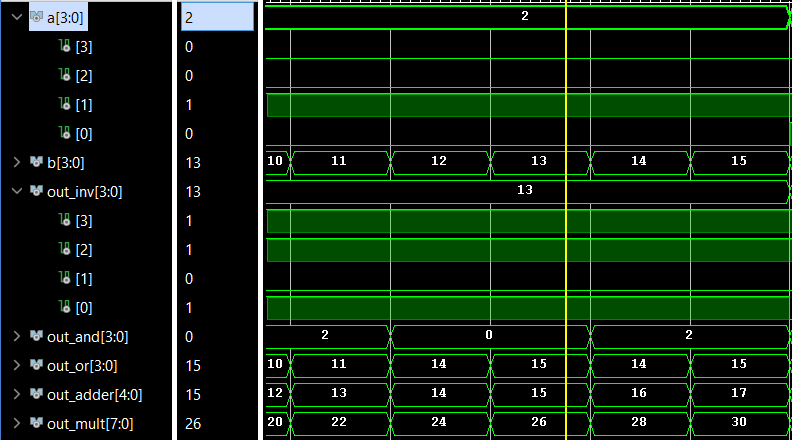 a[3:0] 2 2
[3] 0
[2] 0
[1] 1
[0] 0
b[3:0] 13 10 11 12 13 14 15
out_inv[3:0] 13 13
[3] 1
[2] 1
[1] 0
[0] 1
out_and[3:0] 0 2 0 2
out_or[3:0] 15 10 11 14 15 14 15
out_adder[4:0] 15 12 13 14 15 16 17
out_mult[7:0] 26 20 22 24 26 28 30